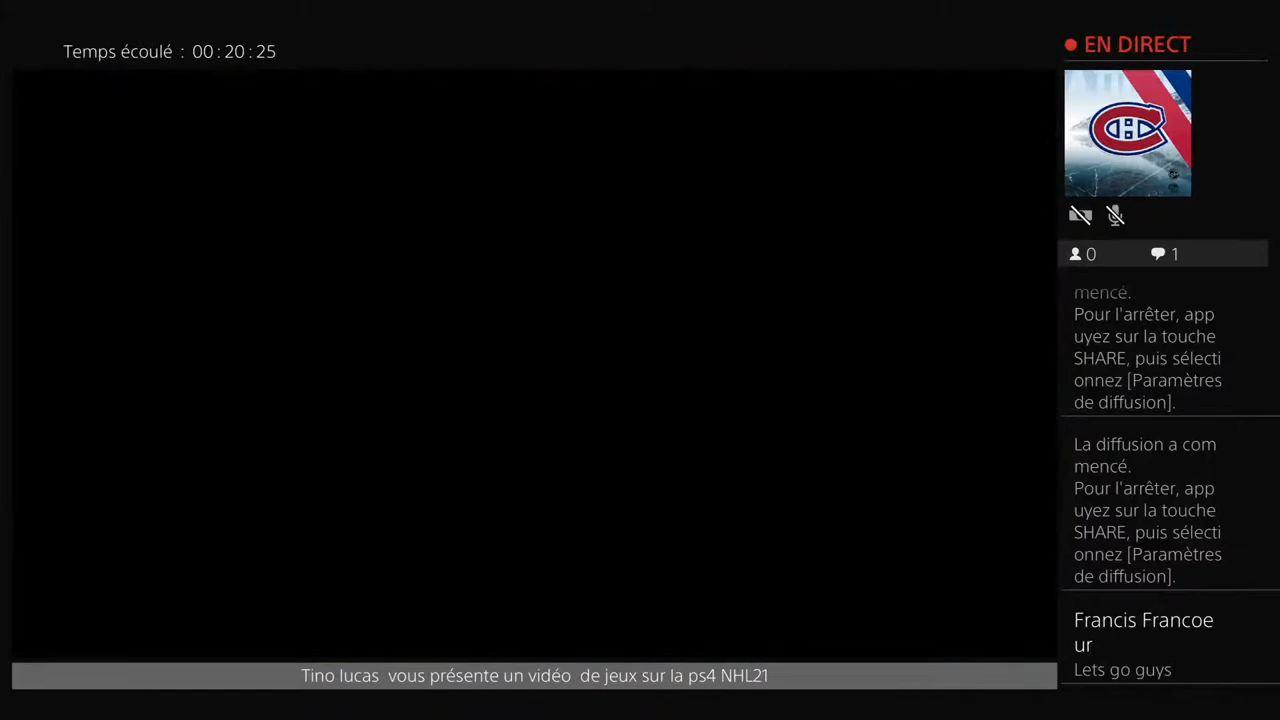 Temps écoulé : 00:20:25
EN DIRECT
0 1
mencé.
Pour l'arrêter, app
uyez sur la touche
SHARE, puis sélecti
onnez [Paramètres
de diffusion].
La diffusion a com
mencé.
Pour l'arrêter, app
uyez sur la touche
SHARE, puis sélecti
onnez [Paramètres
de diffusion].
Francis Francoe
ur
Lets go guys
Tino lucas vous présente un vidéo de jeux sur la ps4 NHL21